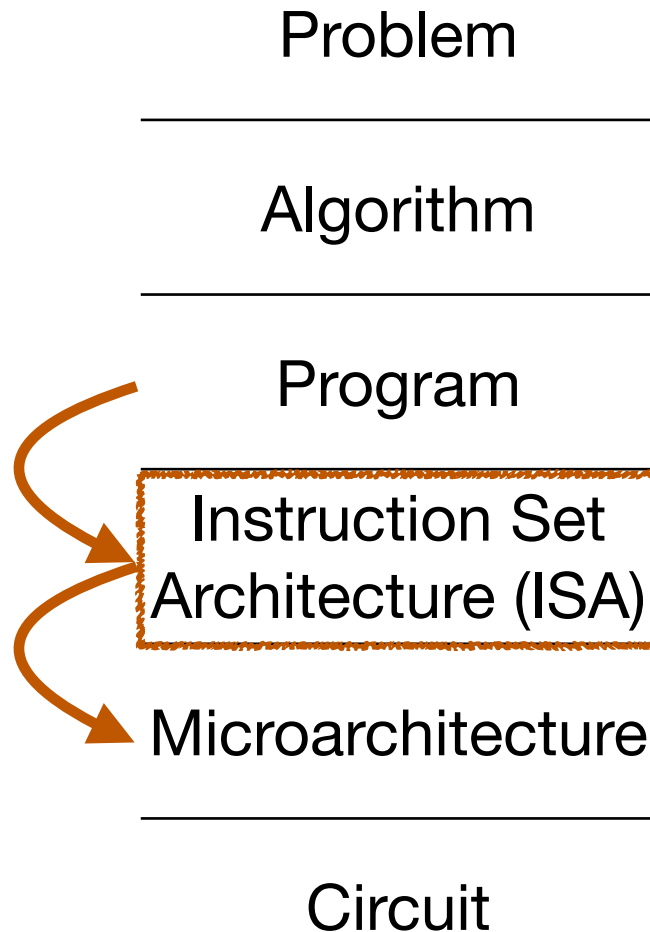 Problem
Algorithm
Program
Instruction Set
Architecture (ISA)
Microarchitecture
Circuit